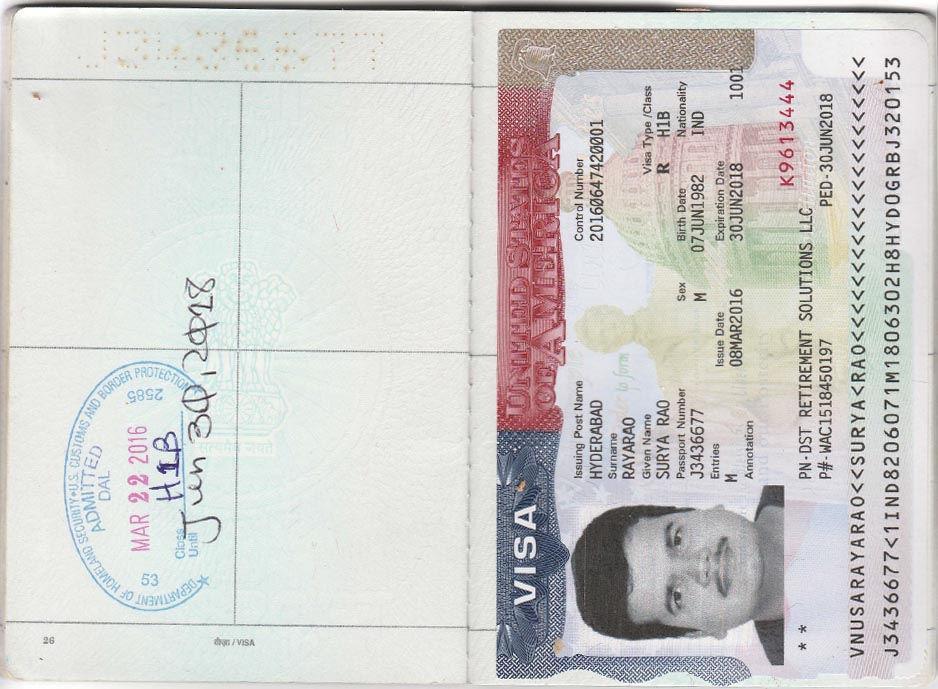 J3436677
DEPARTMENT OF HOMELAND SECURITY • U.S. CUSTOMS AND BORDER PROTECTION
2585
ADMITTED
DAL
MAR 22 2016
53
Class H1B
Until Jun 30, 2018
26
वीज़ा / VISA
UNITED STATES
OF AMERICA
VISA
Issuing Post Name
HYDERABAD
Control Number
20160647420001
Surname
RAYARAO
Given Name
SURYA RAO
Visa Type /Class
R H1B
Passport Number
J3436677
Sex
M
Birth Date
07JUN1982
Nationality
IND
Entries
M
Issue Date
08MAR2016
Expiration Date
30JUN2018
1001
Annotation
K9613444
PN-DST RETIREMENT SOLUTIONS LLC
P#-WAC1518450197 PED-30JUN2018
* *
VNUSARAYARAO<<SURYA<RAO<<<<<<<<<<<<<<<<<<<<<
J3436677<1IND8206071M1806302H8HYD0GRBJ320153